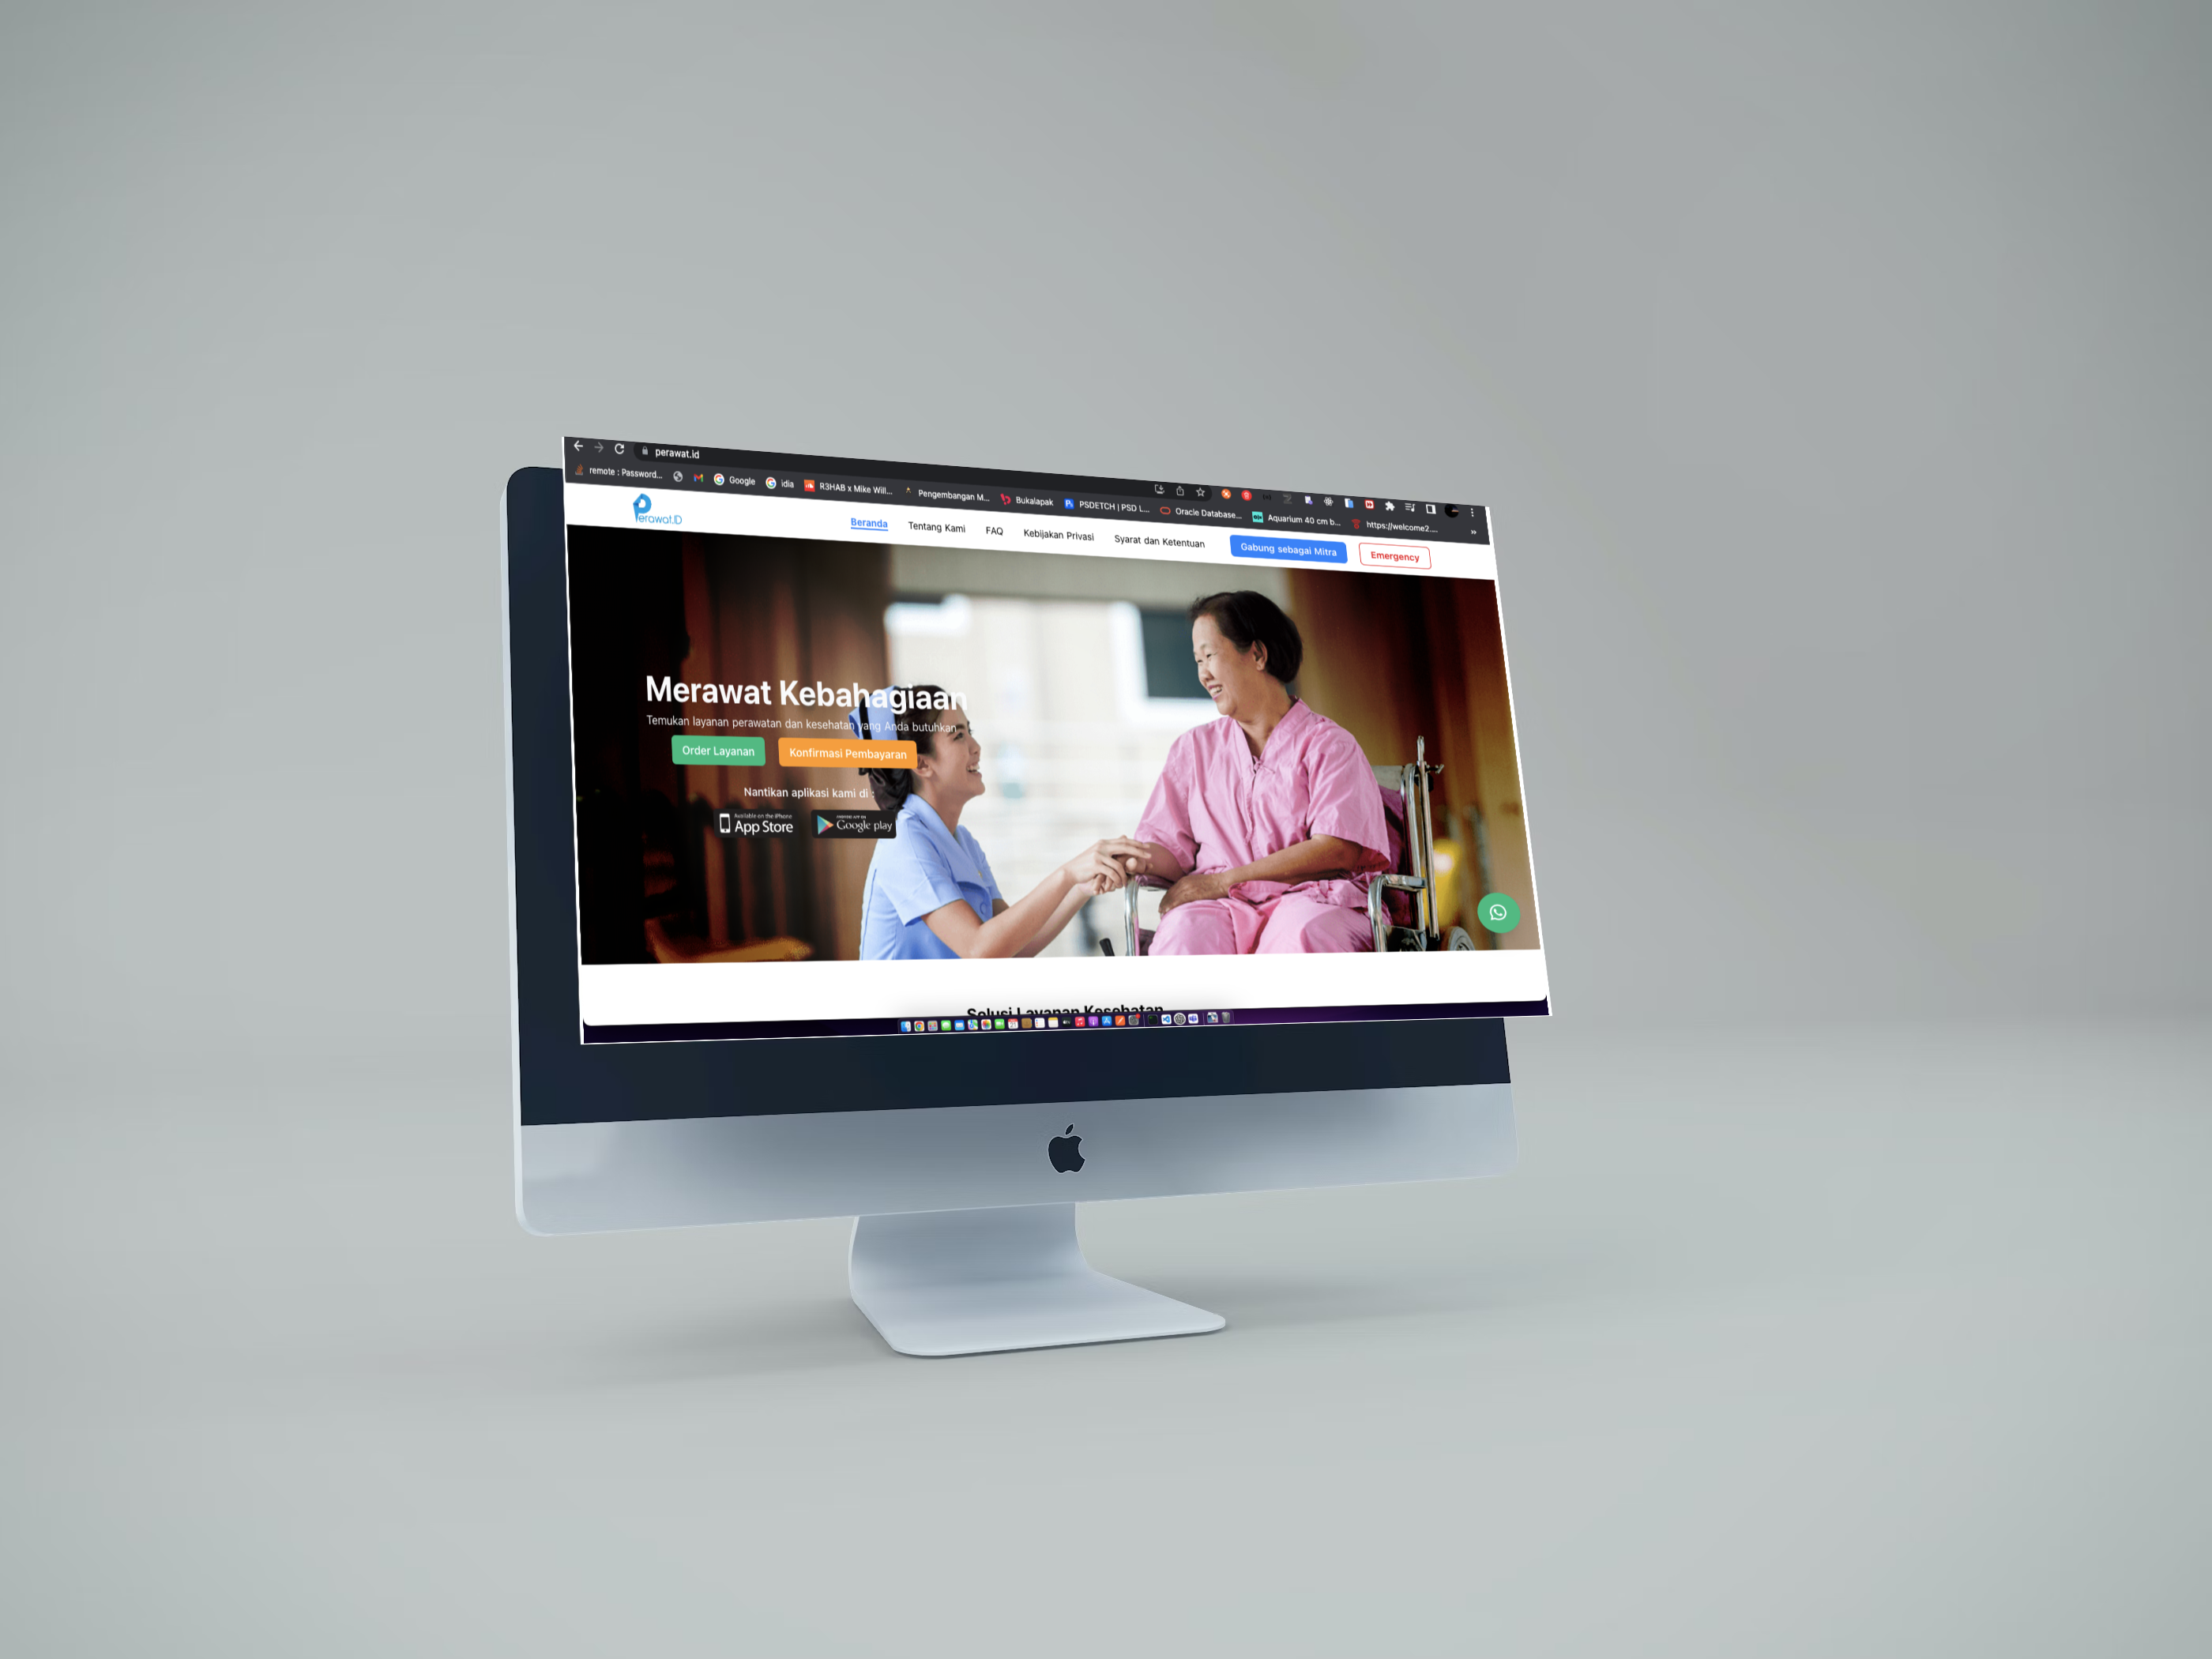 perawat.id
remote : Password... Google idia R3HAB x Mike Will... Pengembangan M... Bukalapak PSDETCH | PSD L... Oracle Database... Aquarium 40 cm b... https://welcome2.... »
Perawat.ID
Beranda Tentang Kami FAQ Kebijakan Privasi Syarat dan Ketentuan Gabung sebagai Mitra Emergency
Merawat Kebahagiaan
Temukan layanan perawatan dan kesehatan yang Anda butuhkan
Order Layanan Konfirmasi Pembayaran
Nantikan aplikasi kami di :
Available on the iPhone
App Store
Google play
Solusi Layanan Kesehatan